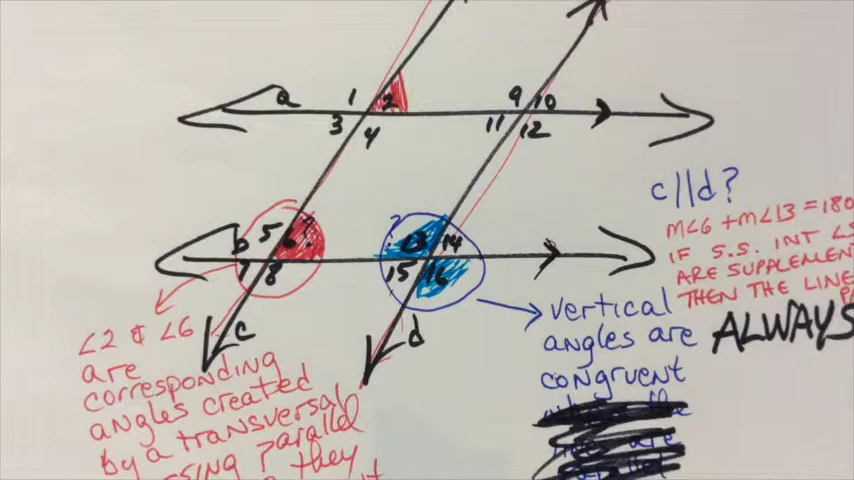 a
1 2
3 4
9 10
11 12
b 5 6 ?
7 8
? 13 14
15 16
c
d
c||d?
m∠6 + m∠13 = 180
IF S.S. INT ∠S
ARE SUPPLEMENT
THEN THE LINE
ALWAYS
vertical
angles are
congruent
∠2 & ∠6
are
corresponding
angles created
by a transversal
parallel
they